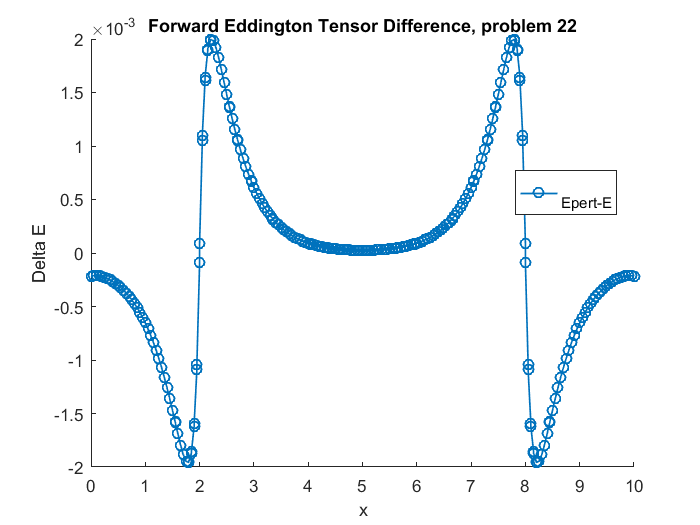 Forward Eddington Tensor Difference, problem 22
×10⁻³
2
1.5
1
0.5
0
-0.5
-1
-1.5
-2
Delta E
Epert-E
0 1 2 3 4 5 6 7 8 9 10
x